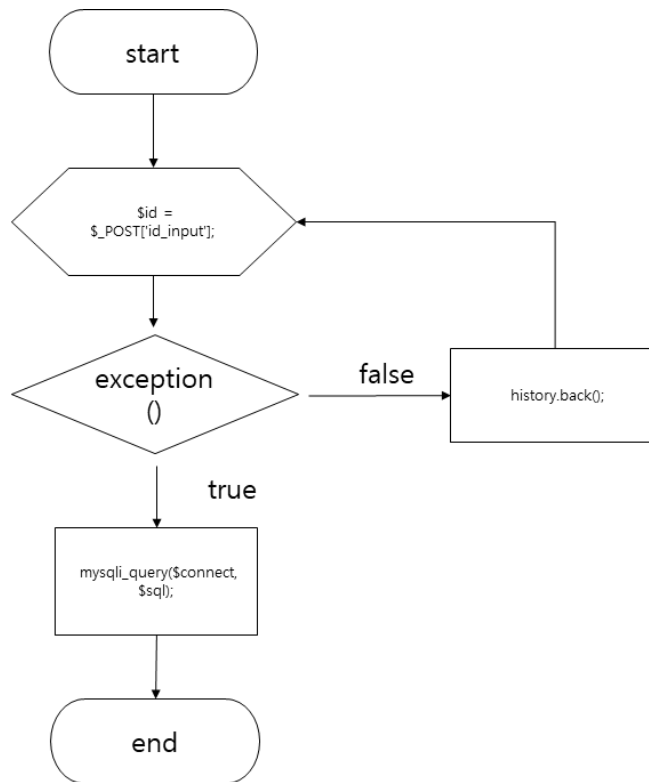 start
$id =
$_POST['id_input'];
exception
()
false
history.back();
true
mysqli_query($connect,
$sql);
end